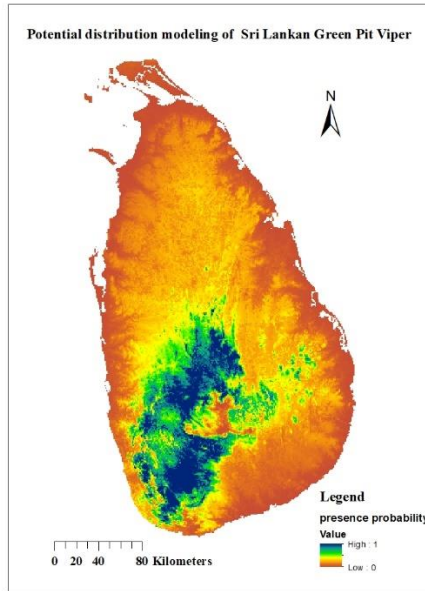 Potential distribution modeling of Sri Lankan Green Pit Viper
N
Legend
presence probability
Value
High : 1
Low : 0
0 20 40 80 Kilometers